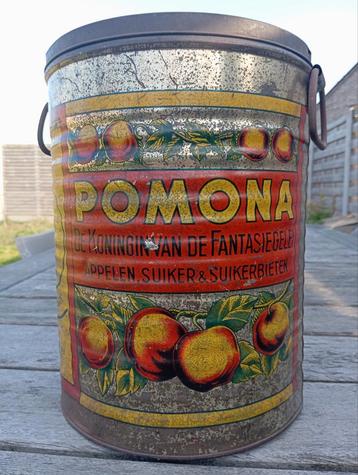 POMONA
DE KONINGIN VAN DE FANTASIEGELEI
APPELEN, SUIKER & SUIKERBIETEN